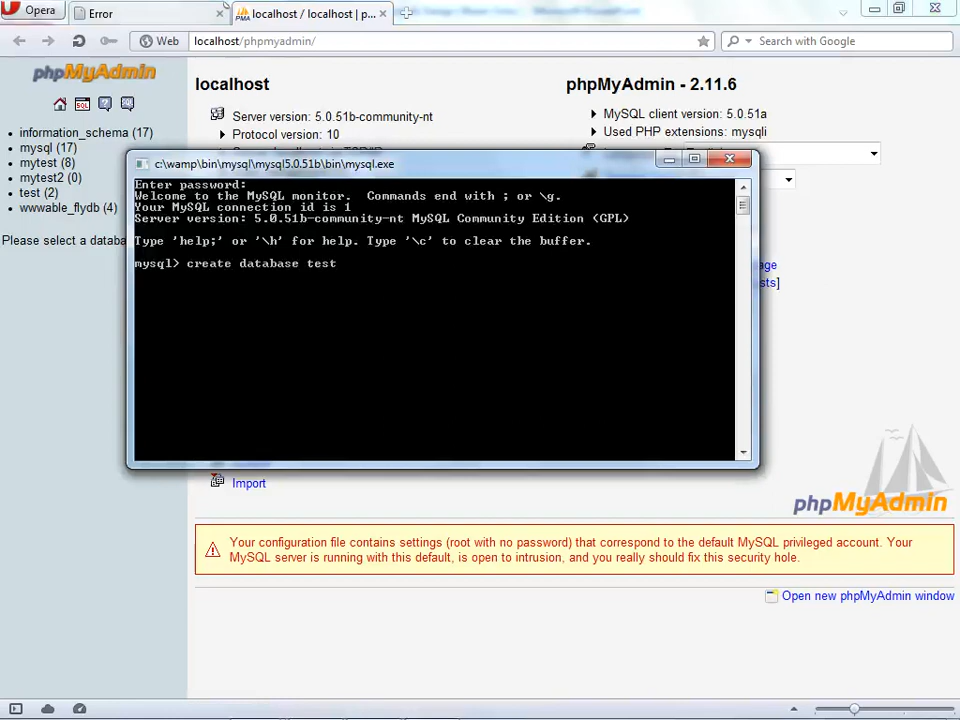 Opera
Error
localhost / localhost | p...
Web
localhost/phpmyadmin/
Search with Google
phpMyAdmin
information_schema (17)
mysql (17)
mytest (8)
mytest2 (0)
test (2)
wwwable_flydb (4)
Please select a databa
localhost
Server version: 5.0.51b-community-nt
Protocol version: 10
phpMyAdmin - 2.11.6
MySQL client version: 5.0.51a
Used PHP extensions: mysqli
c:\wamp\bin\mysql\mysql5.0.51b\bin\mysql.exe
Enter password:
Welcome to the MySQL monitor.  Commands end with ; or \g.
Your MySQL connection id is 1
Server version: 5.0.51b-community-nt MySQL Community Edition (GPL)
Type 'help;' or '\h' for help. Type '\c' to clear the buffer.
mysql> create database test
Import
phpMyAdmin
Your configuration file contains settings (root with no password) that correspond to the default MySQL privileged account. Your
MySQL server is running with this default, is open to intrusion, and you really should fix this security hole.
Open new phpMyAdmin window